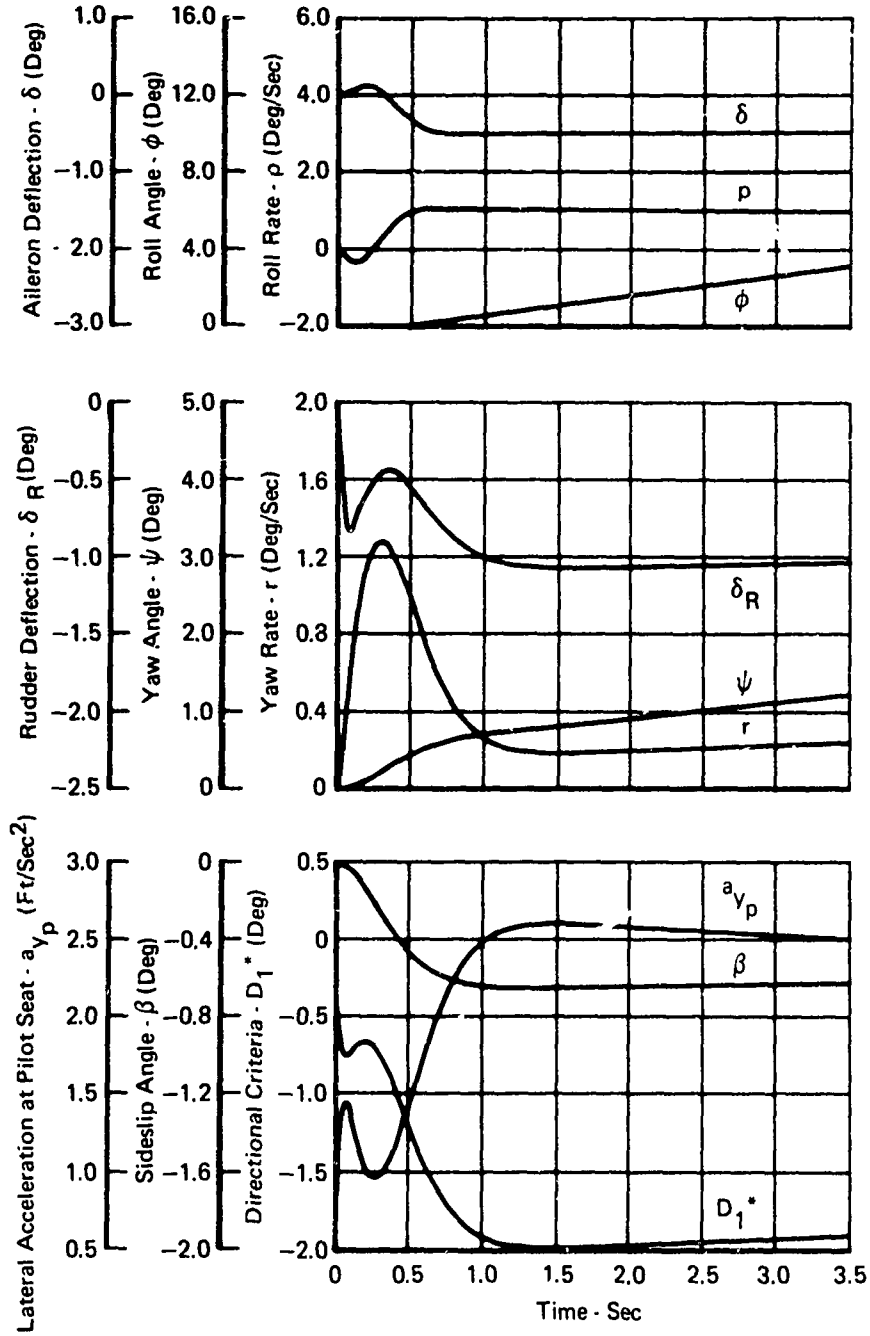 Aileron Deflection - δ (Deg)
1.0
0
-1.0
- 2.0
-3.0
Roll Angle - ϕ (Deg)
16.0
12.0
8.0
4.0
0
Roll Rate - ρ (Deg/Sec)
6.0
4.0
2.0
0
-2.0
δ
p
ϕ
Rudder Deflection - δ R (Deg)
0
-0.5
-1.0
-1.5
-2.0
-2.5
Yaw Angle - ψ (Deg)
5.0
4.0
3.0
2.0
1.0
0
Yaw Rate - r (Deg/Sec)
2.0
1.6
1.2
0.8
0.4
0
δR
ψ
r
Lateral Acceleration at Pilot Seat - ayp (Ft/Sec2)
3.0
2.5
2.0
1.5
1.0
0.5
Sideslip Angle - β (Deg)
0
-0.4
-0.8
-1.2
-1.6
-2.0
Directional Criteria - D1* (Deg)
0.5
0
-0.5
-1.0
-1.5
-2.0
ayp
β
D1*
0 0.5 1.0 1.5 2.0 2.5 3.0 3.5
Time - Sec